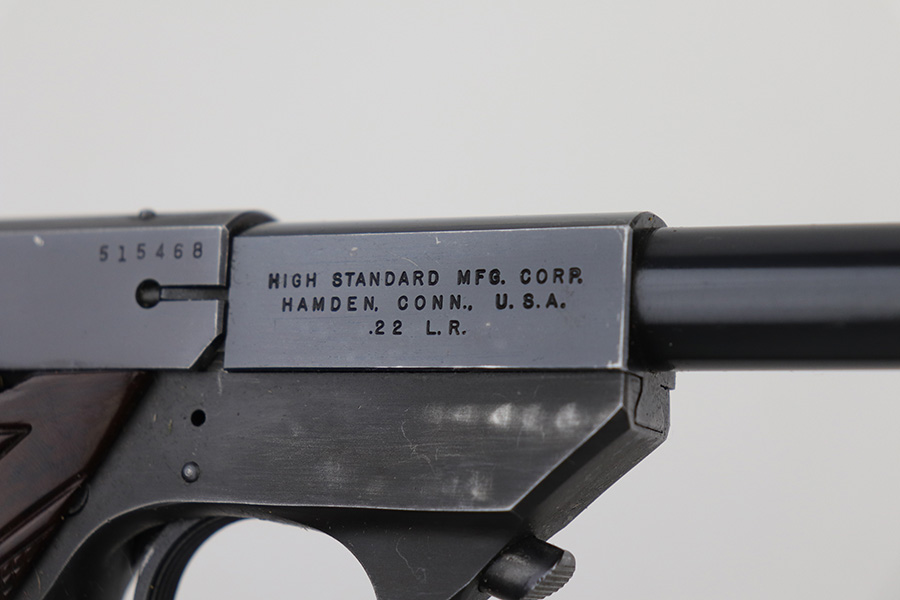 515468
HIGH STANDARD MFG. CORP.
HAMDEN, CONN., U.S.A.
.22 L.R.